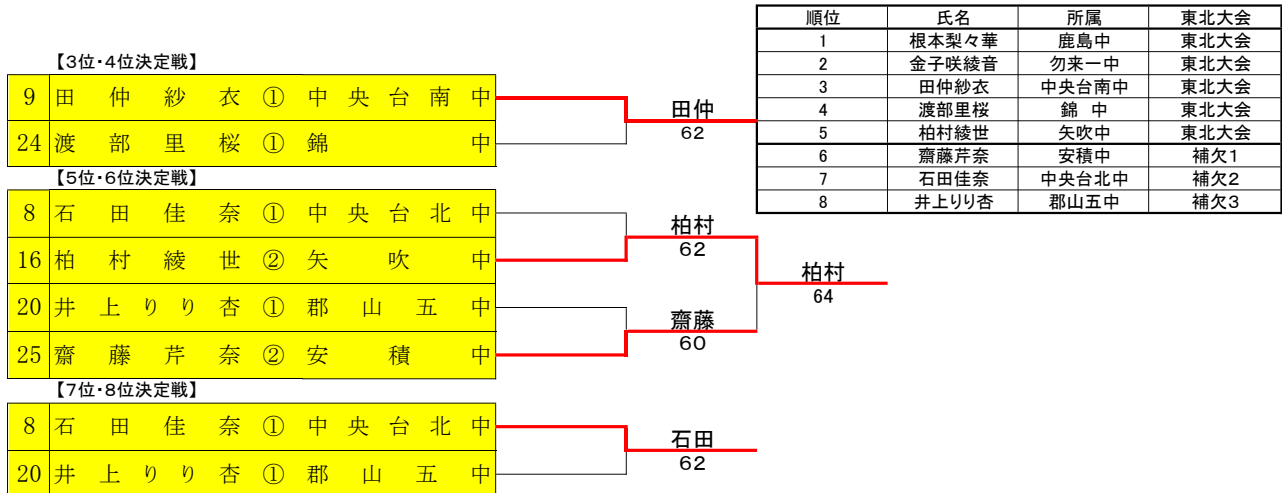 順位 氏名 所属 東北大会
1 根本梨々華 鹿島中 東北大会
2 金子咲綾音 勿来一中 東北大会
3 田仲紗衣 中央台南中 東北大会
4 渡部里桜 錦 中 東北大会
5 柏村綾世 矢吹中 東北大会
6 齋藤芹奈 安積中 補欠1
7 石田佳奈 中央台北中 補欠2
8 井上りり杏 郡山五中 補欠3
【3位・4位決定戦】
9 田仲紗衣 ① 中央台南中
24 渡部里桜 ① 錦 中
田仲
62
【5位・6位決定戦】
8 石田佳奈 ① 中央台北中
16 柏村綾世 ② 矢吹中
20 井上りり杏 ① 郡山五中
25 齋藤芹奈 ② 安積中
柏村
62
齋藤
60
柏村
64
【7位・8位決定戦】
8 石田佳奈 ① 中央台北中
20 井上りり杏 ① 郡山五中
石田
62